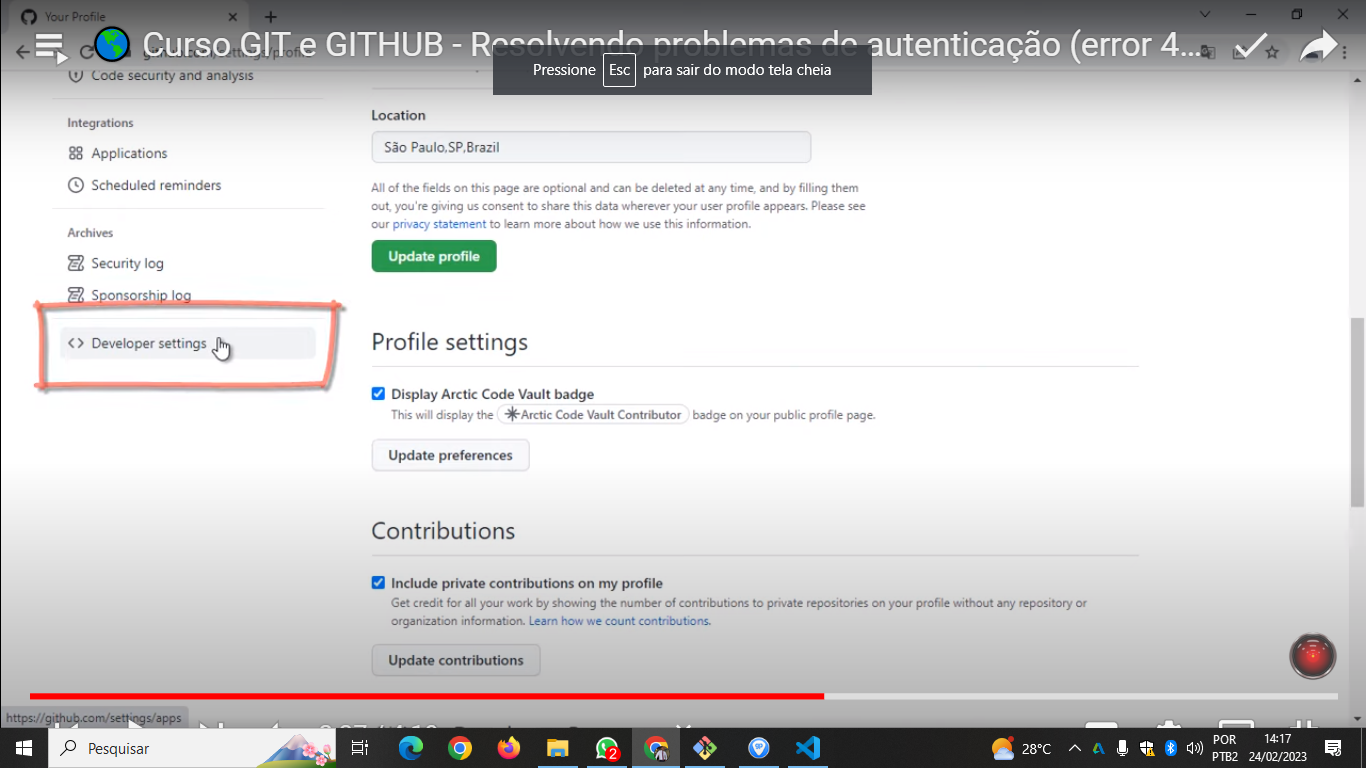 Your Profile
Curso GIT e GITHUB - Resolvendo problemas de autenticação (error 4...
Pressione Esc para sair do modo tela cheia
Code security and analysis
Integrations
Applications
Scheduled reminders
Archives
Security log
Sponsorship log
Developer settings
Location
São Paulo,SP,Brazil
All of the fields on this page are optional and can be deleted at any time, and by filling them
out, you're giving us consent to share this data wherever your user profile appears. Please see
our privacy statement to learn more about how we use this information.
Update profile
Profile settings
Display Arctic Code Vault badge
This will display the Arctic Code Vault Contributor badge on your public profile page.
Update preferences
Contributions
Include private contributions on my profile
Get credit for all your work by showing the number of contributions to private repositories on your profile without any repository or
organization information. Learn how we count contributions.
Update contributions
https://github.com/settings/apps
Pesquisar
2
28°C
POR
PTB2
14:17
24/02/2023